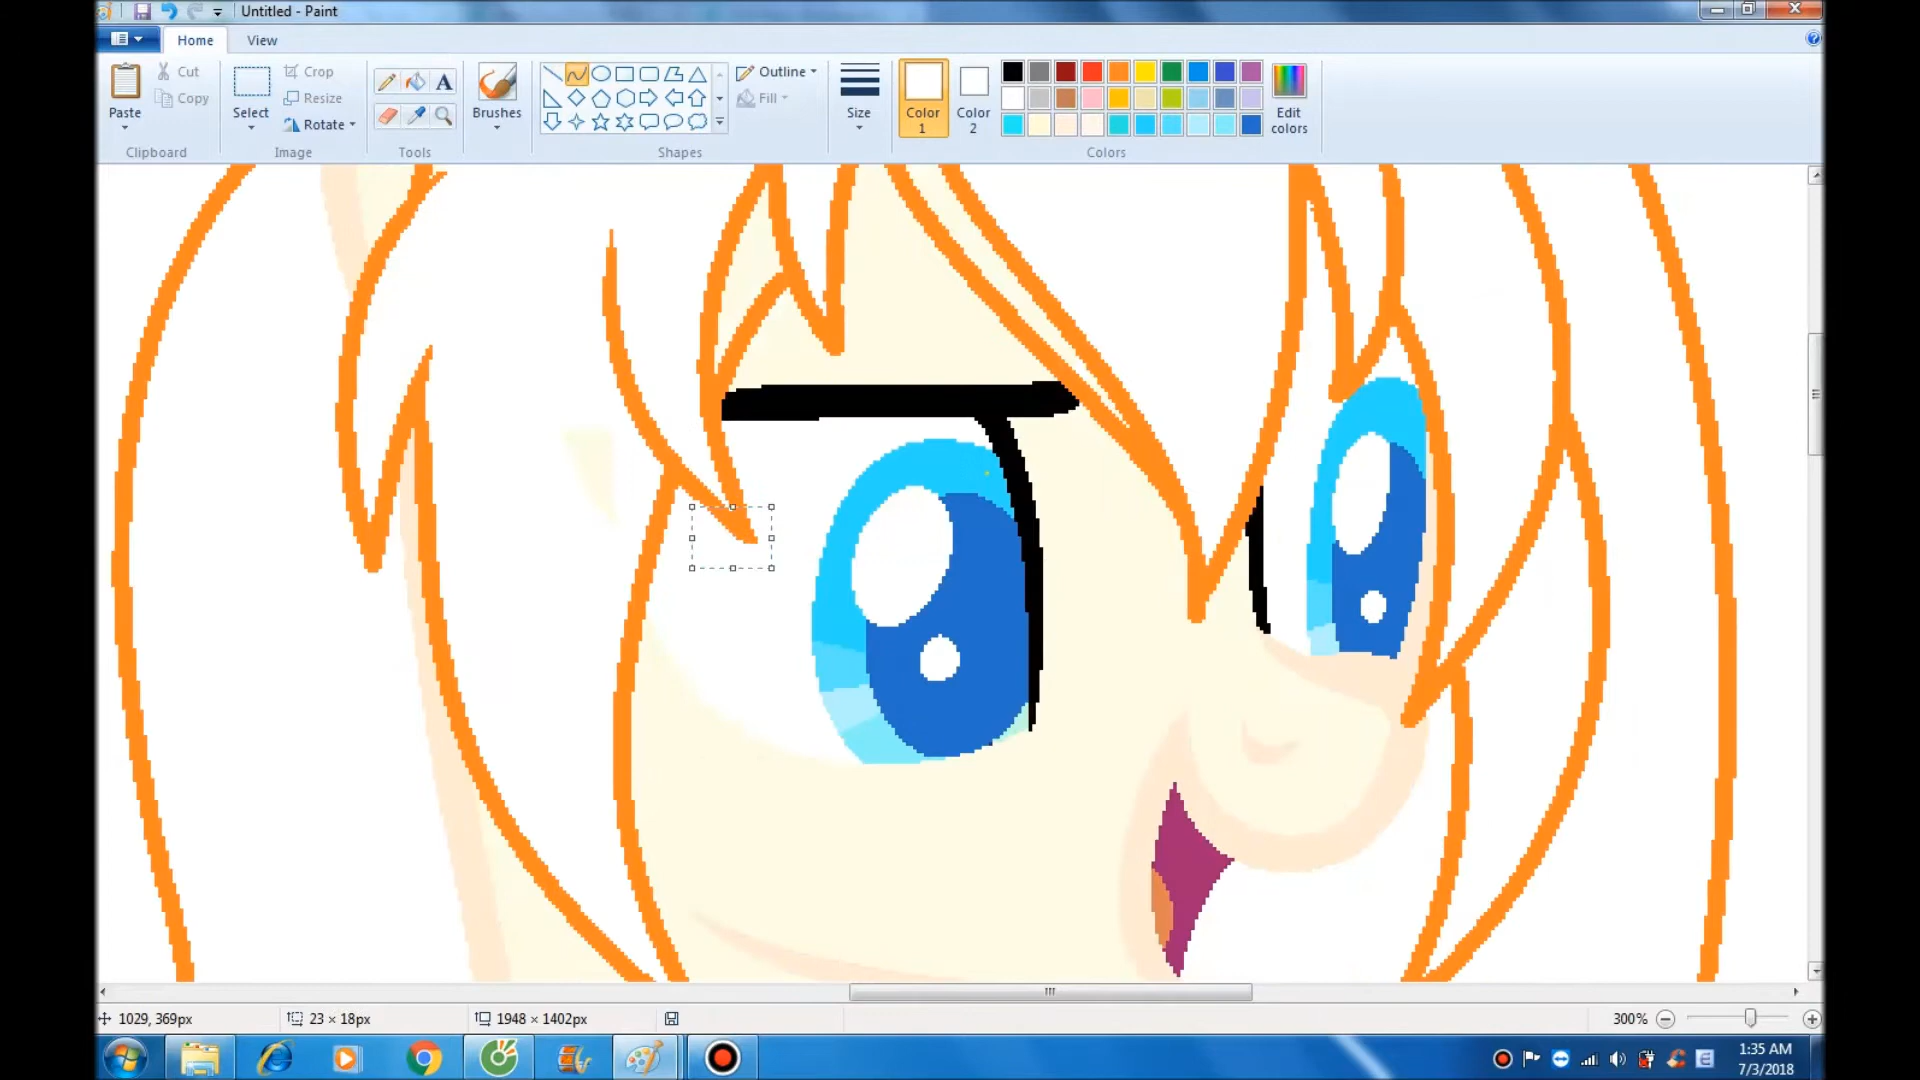 Untitled - Paint
Home View
Paste
Cut
Copy
Clipboard
Select
Crop
Resize
Rotate
Image
A
Tools
Brushes
Outline
Fill
Shapes
Size
Color 1
Color 2
Edit colors
Colors
1029, 369px
23 × 18px
1948 × 1402px
300%
1:35 AM
7/3/2018